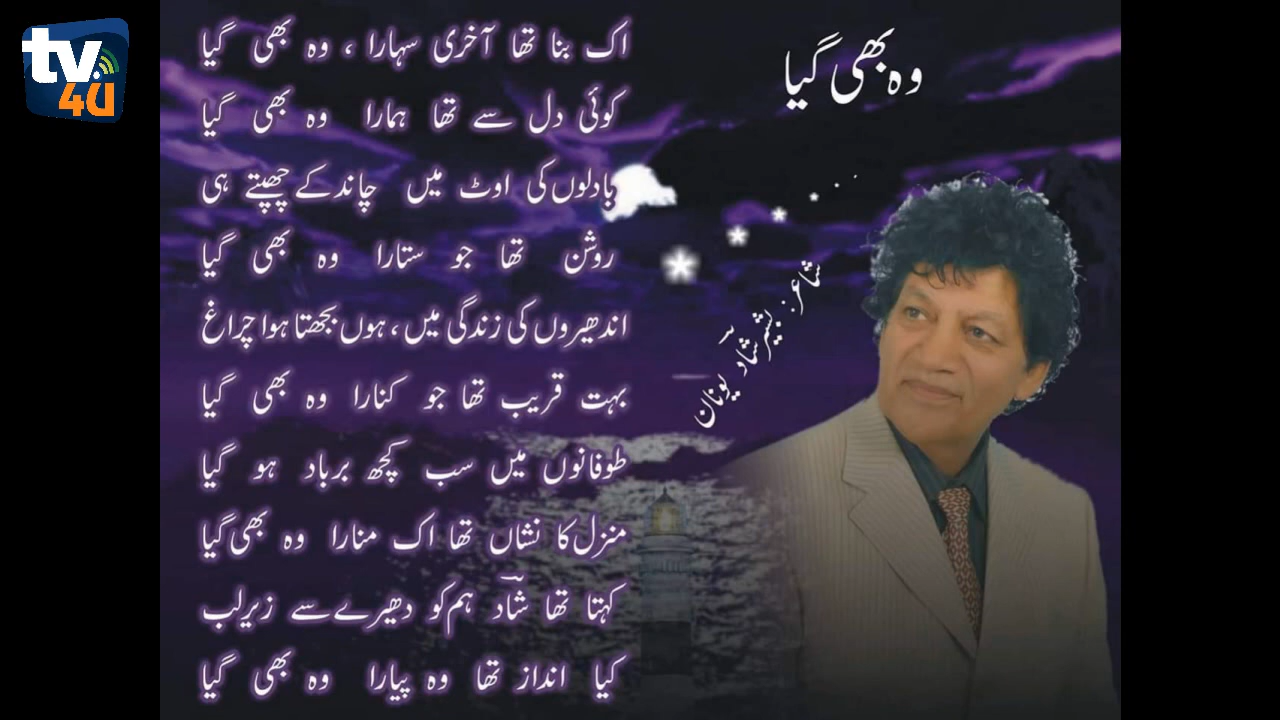 tv.
4U
وہ بھی گیا
شاعر: بشیر شادؔ یونان
اک بنا تھا آخری سہارا ، وہ بھی گیا
کوئی دل سے تھا ہمارا وہ بھی گیا
بادلوں کی اوٹ میں چاند کے چھپتے ہی
روشن تھا جو ستارا وہ بھی گیا
اندھیروں کی زندگی میں ، ہوں بجھتا ہوا چراغ
بہت قریب تھا جو کنارا وہ بھی گیا
طوفانوں میں سب کچھ برباد ہو گیا
منزل کا نشاں تھا اک منارا وہ بھی گیا
کہتا تھا شادؔ ہم کو دھیرے سے زیرلب
کیا انداز تھا وہ پیارا وہ بھی گیا